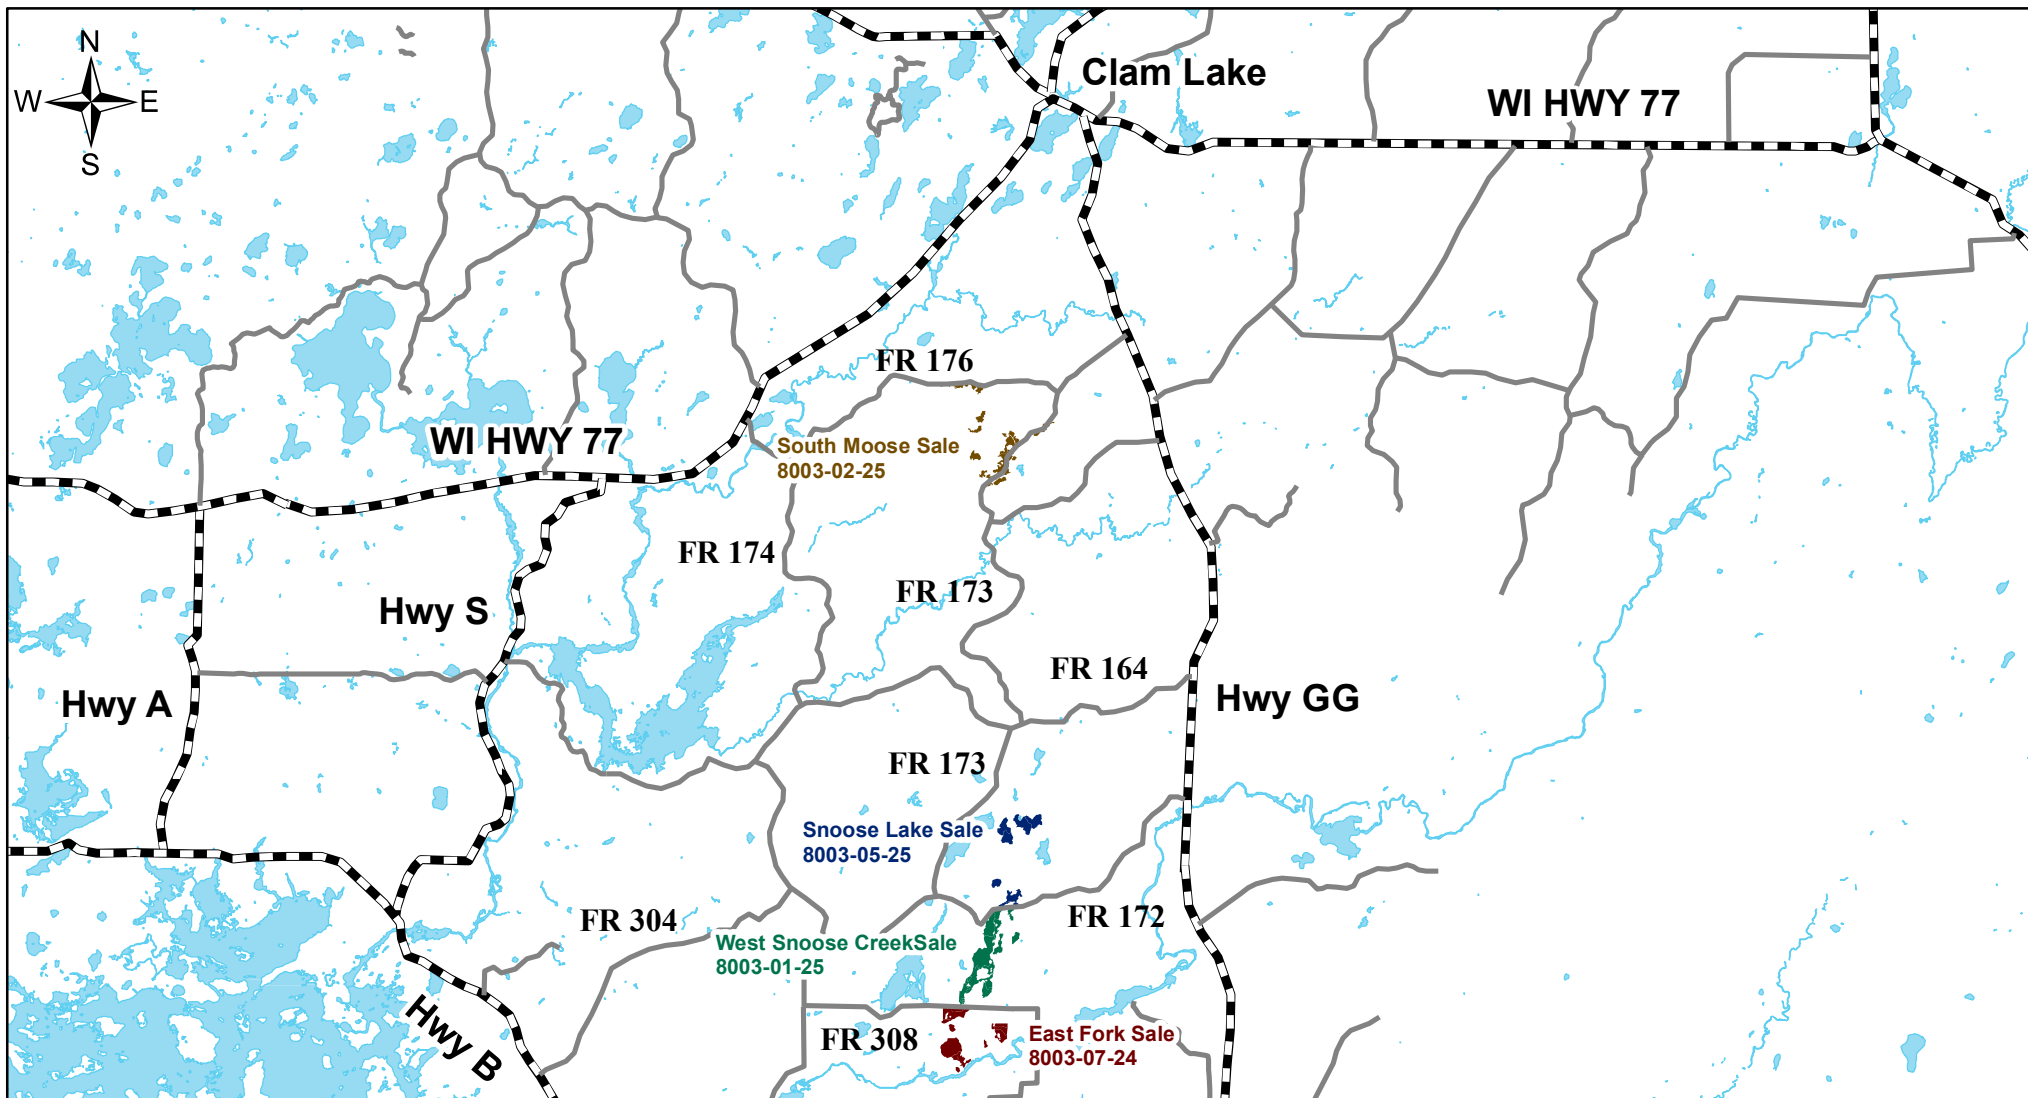 N
W E
S
Clam Lake
WI HWY 77
FR 176
WI HWY 77
South Moose Sale
8003-02-25
FR 174
FR 173
Hwy S
FR 164
Hwy A
Hwy GG
FR 173
Snoose Lake Sale
8003-05-25
FR 304
FR 172
West Snoose CreekSale
8003-01-25
Hwy B
FR 308
East Fork Sale
8003-07-24